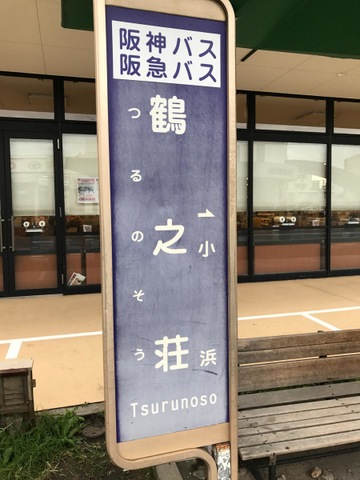 阪神バス
阪急バス
鶴之荘
つるのそう
↼小浜
Tsurunoso